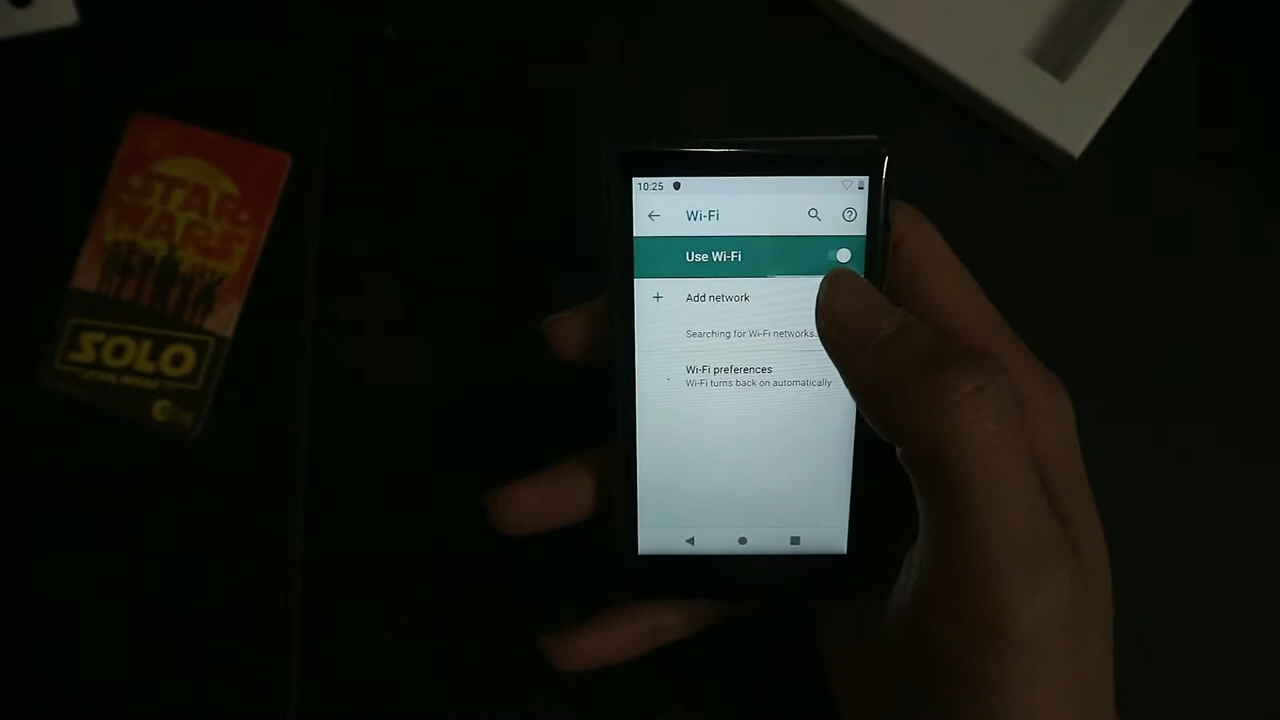 STAR
WARS
SOLO
10:25
Wi-Fi
Use Wi-Fi
Add network
Searching for Wi-Fi networks...
Wi-Fi preferences
Wi-Fi turns back on automatically